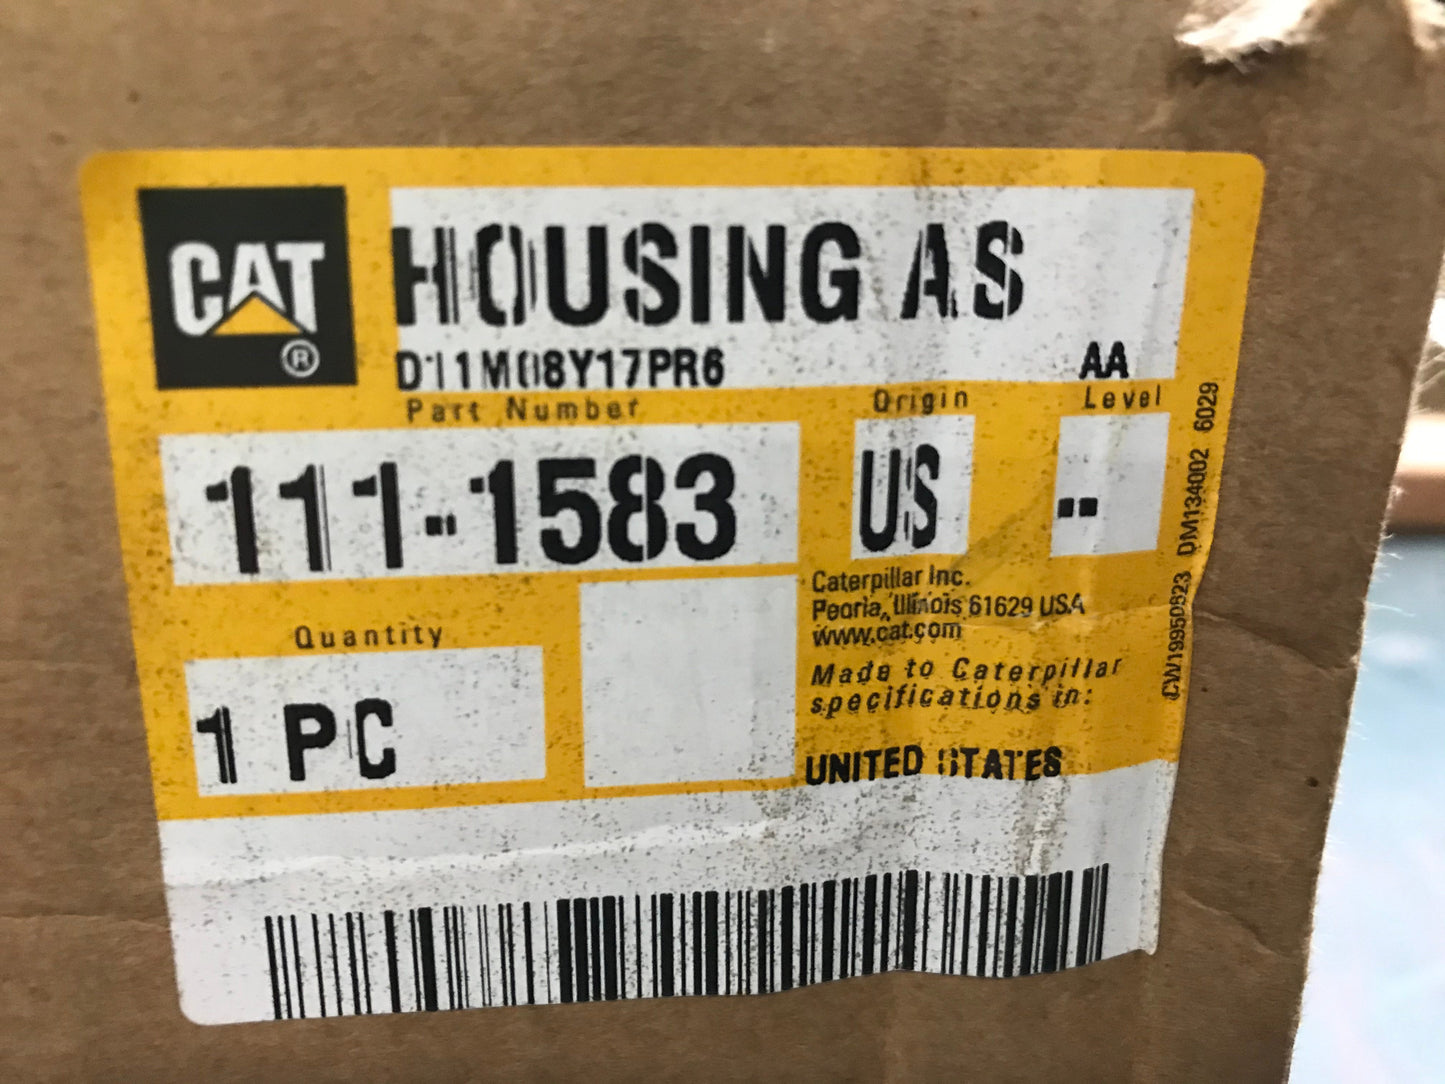 CAT®
HOUSING AS
D11M08Y17PR6 AA
Part Number Origin Level
111-1583 US --
Caterpillar Inc.
Peoria, Illinois 61629 USA
www.cat.com
Quantity
1 PC
Made to Caterpillar
specifications in:
UNITED STATES
CW19950823 DM134002 6029